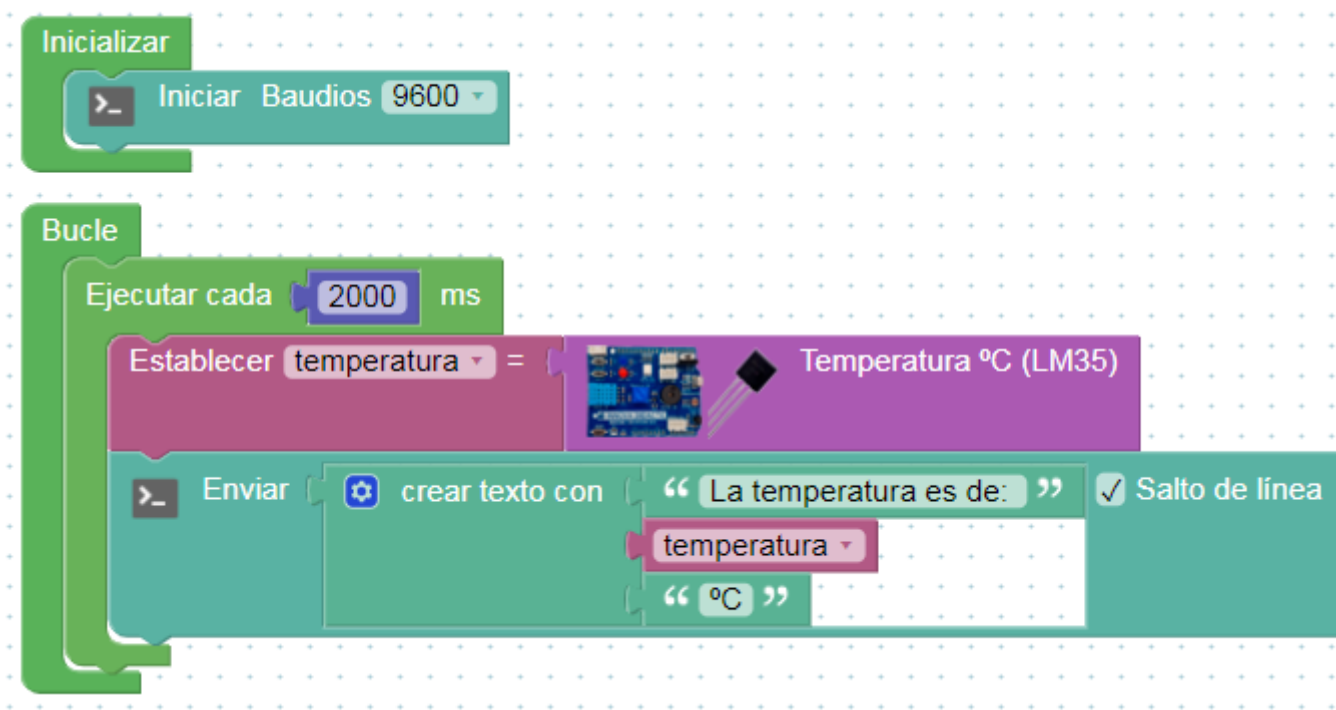 Inicializar
Iniciar Baudios 9600
Bucle
Ejecutar cada 2000 ms
Establecer temperatura = Temperatura ºC (LM35)
Enviar crear texto con “ La temperatura es de: ” Salto de línea
temperatura
“ ºC ”